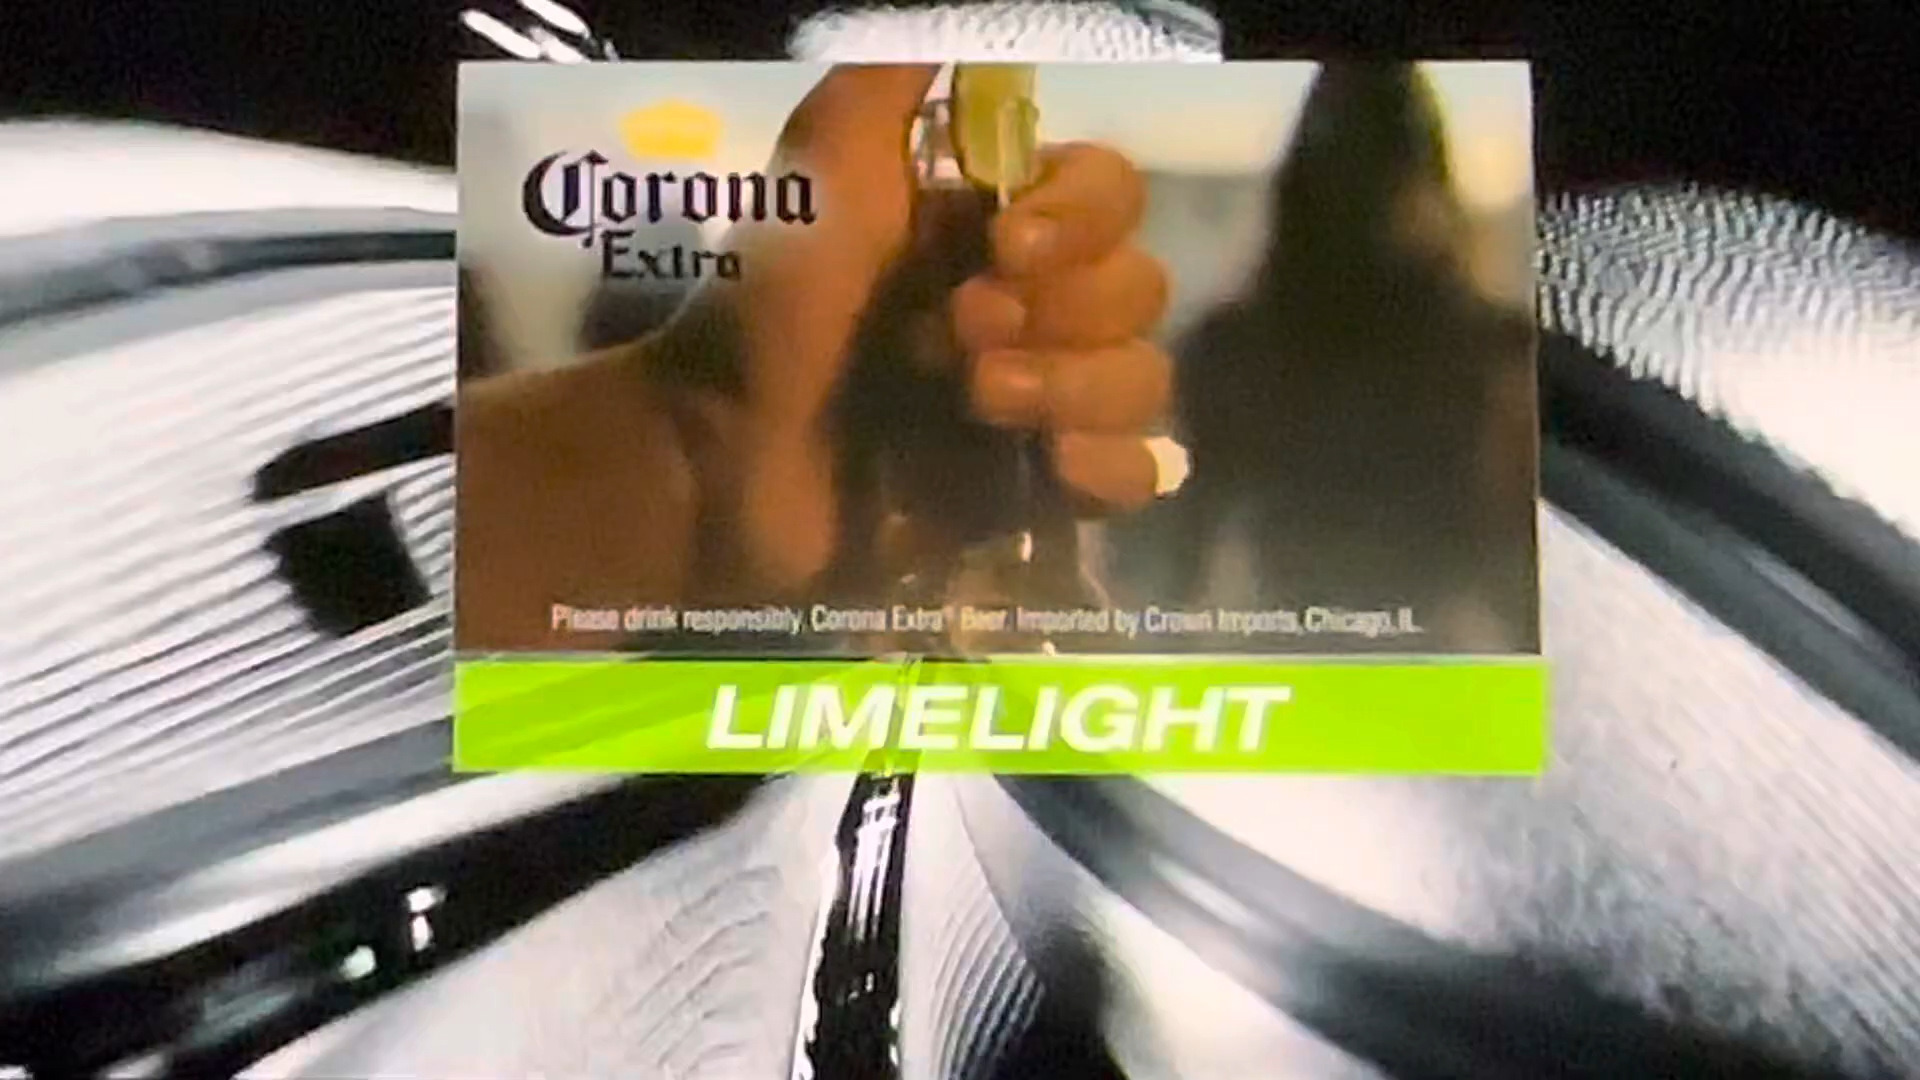 Corona
Extra
Please drink responsibly. Corona Extra® Beer. Imported by Crown Imports, Chicago, IL.
LIMELIGHT